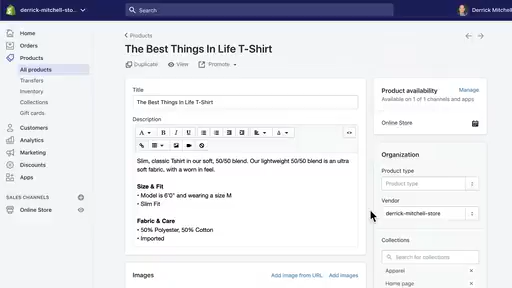 derrick-mitchell-sto...
Search
Derrick Mitchell
Home
Orders
Products
All products
Transfers
Inventory
Collections
Gift cards
Customers
Analytics
Marketing
Discounts
Apps
SALES CHANNELS
Online Store
Products
The Best Things In Life T-Shirt
Duplicate
View
Promote
Title
The Best Things In Life T-Shirt
Description
Slim, classic Tshirt in our soft, 50/50 blend. Our lightweight 50/50 blend is an ultra
soft fabric, with a worn in feel.
Size & Fit
• Model is 6'0" and wearing a size M
• Slim Fit
Fabric & Care
• 50% Polyester, 50% Cotton
• Imported
Images
Add image from URL
Add images
Product availability
Manage
Available on 1 of 1 channels and apps
Online Store
Organization
Product type
Product type
Vendor
derrick-mitchell-store
Collections
Search for collections
Apparel
Home page